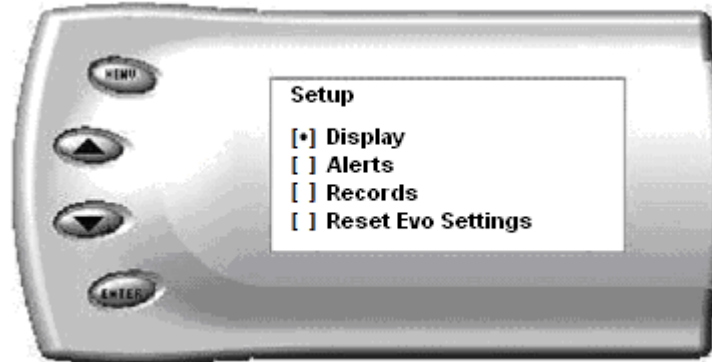 MENU
Setup
[•] Display
[ ] Alerts
[ ] Records
[ ] Reset Evo Settings
ENTER